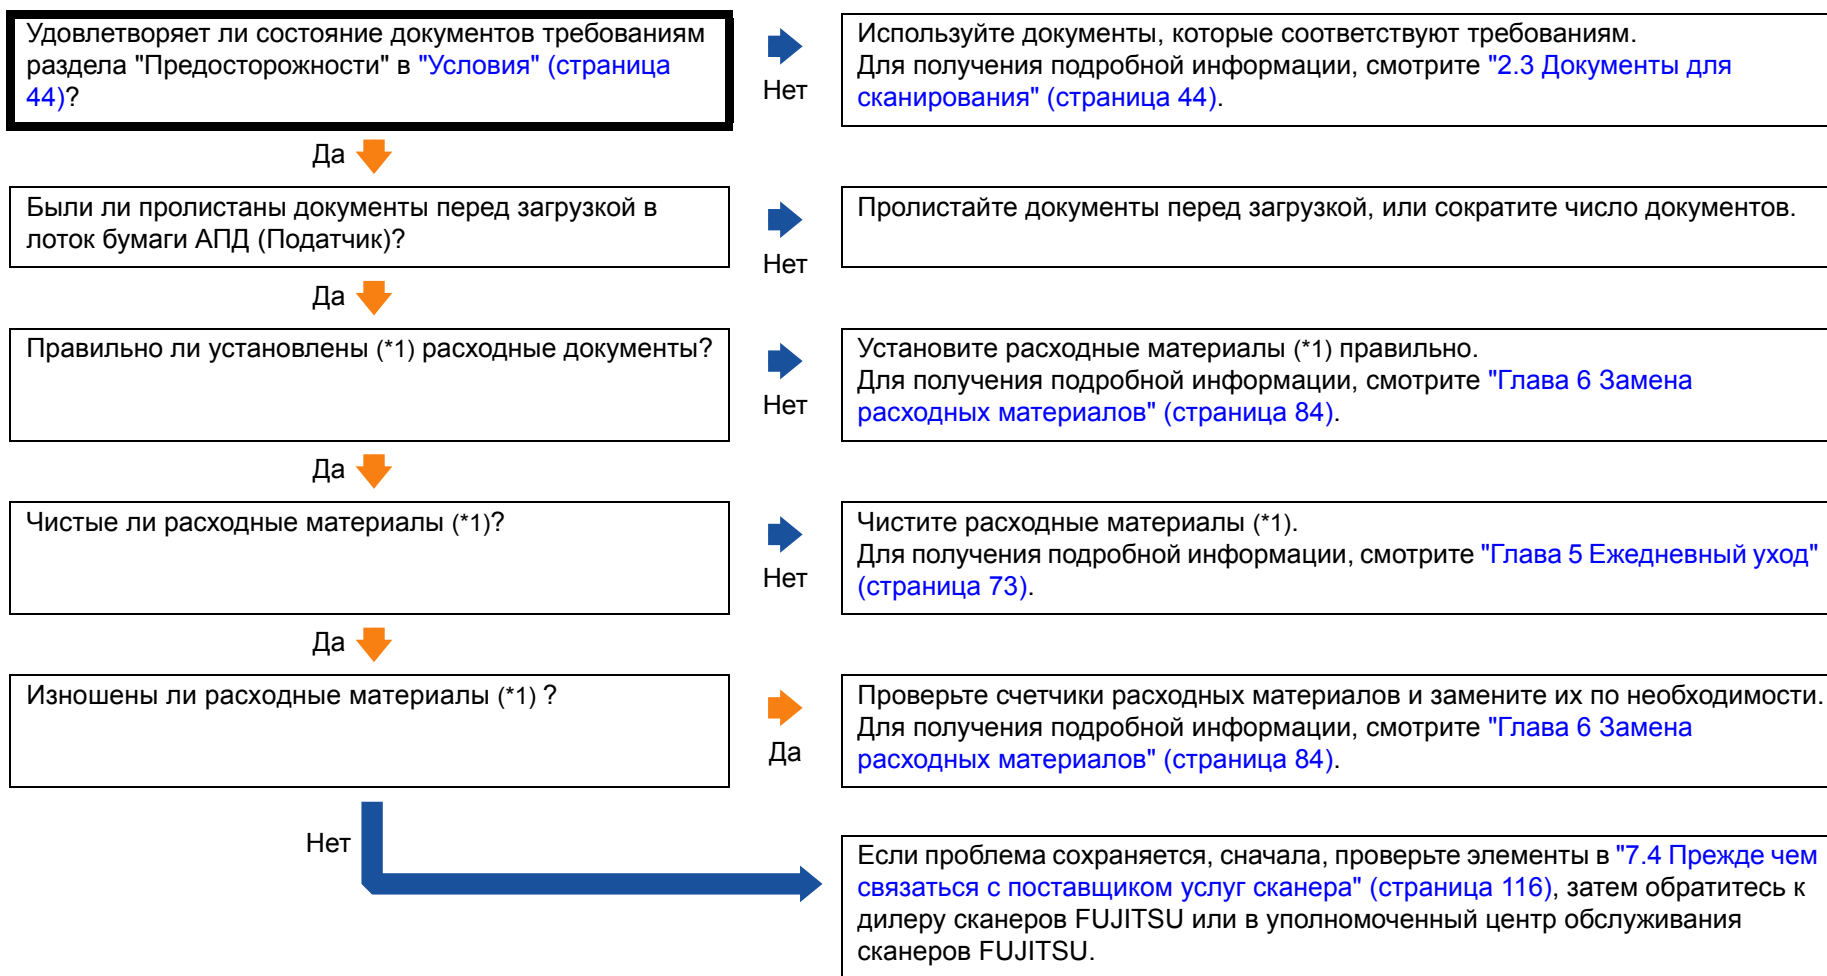 Удовлетворяет ли состояние документов требованиям
раздела "Предосторожности" в "Условия" (страница
44)?
Нет
Используйте документы, которые соответствуют требованиям.
Для получения подробной информации, смотрите "2.3 Документы для
сканирования" (страница 44).
Да
Были ли пролистаны документы перед загрузкой в
лоток бумаги АПД (Податчик)?
Нет
Пролистайте документы перед загрузкой, или сократите число документов.
Да
Правильно ли установлены (*1) расходные документы?
Нет
Установите расходные материалы (*1) правильно.
Для получения подробной информации, смотрите "Глава 6 Замена
расходных материалов" (страница 84).
Да
Чистые ли расходные материалы (*1)?
Нет
Чистите расходные материалы (*1).
Для получения подробной информации, смотрите "Глава 5 Ежедневный уход"
(страница 73).
Да
Изношены ли расходные материалы (*1) ?
Да
Проверьте счетчики расходных материалов и замените их по необходимости.
Для получения подробной информации, смотрите "Глава 6 Замена
расходных материалов" (страница 84).
Нет
Если проблема сохраняется, сначала, проверьте элементы в "7.4 Прежде чем
связаться с поставщиком услуг сканера" (страница 116), затем обратитесь к
дилеру сканеров FUJITSU или в уполномоченный центр обслуживания
сканеров FUJITSU.